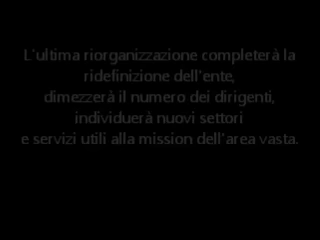 L'ultima riorganizzazione completerà la
ridefinizione dell'ente,
dimezzerà il numero dei dirigenti,
individuerà nuovi settori
e servizi utili alla mission dell'area vasta.